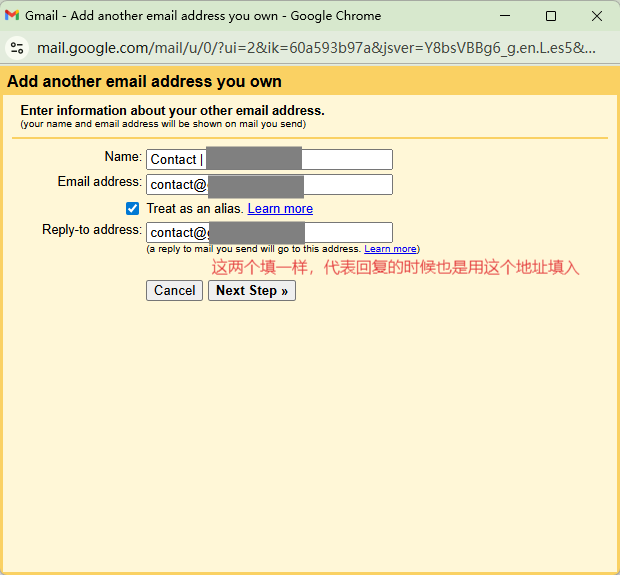 Gmail - Add another email address you own - Google Chrome
mail.google.com/mail/u/0/?ui=2&ik=60a593b97a&jsver=Y8bsVBBg6_g.en.L.es5&...
Add another email address you own
Enter information about your other email address.
(your name and email address will be shown on mail you send)
Name: Contact |
Email address: contact@
Treat as an alias. Learn more
Reply-to address: contact@
(a reply to mail you send will go to this address. Learn more)
这两个填一样，代表回复的时候也是用这个地址填入
Cancel Next Step »